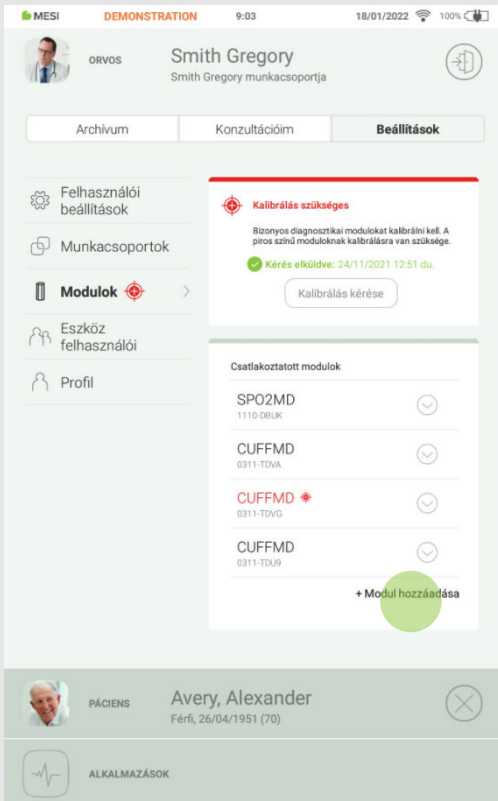 MESI DEMONSTRATION 9:03 18/01/2022 100%
ORVOS Smith Gregory
Smith Gregory munkacsoportja
Archívum Konzultációim Beállítások
Felhasználói
beállítások
Munkacsoportok
Modulok
Eszköz
felhasználói
Profil
Kalibrálás szükséges
Bizonyos diagnosztikai modulokat kalibrálni kell. A
piros színű moduloknak kalibrálásra van szüksége.
Kérés elküldve: 24/11/2021 12:51 du.
Kalibrálás kérése
Csatlakoztatott modulok
SPO2MD
1110-DBUK
CUFFMD
0311-TDVA
CUFFMD
0311-TDVG
CUFFMD
0311-TDU9
+ Modul hozzáadása
PÁCIENS Avery, Alexander
Férfi, 26/04/1951 (70)
ALKALMAZÁSOK